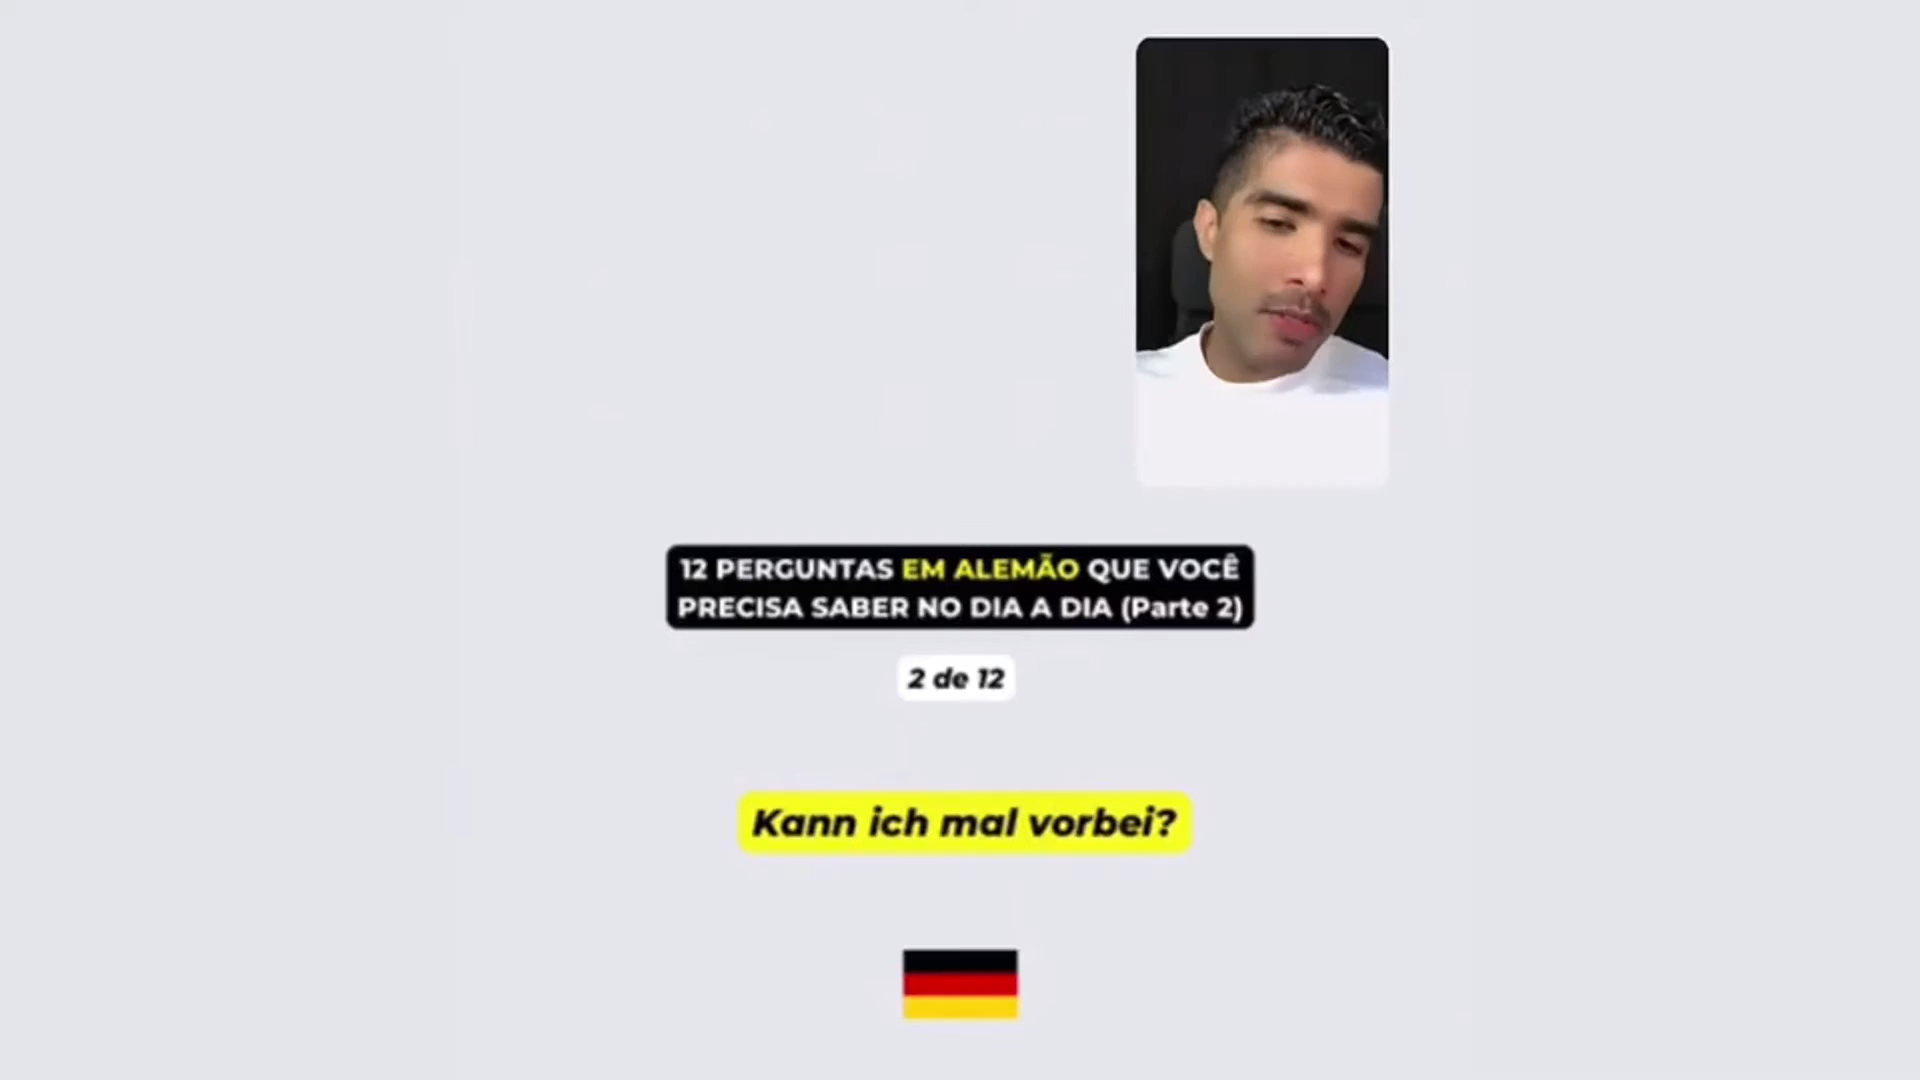 12 PERGUNTAS EM ALEMÃO QUE VOCÊ
PRECISA SABER NO DIA A DIA (Parte 2)
2 de 12
Kann ich mal vorbei?